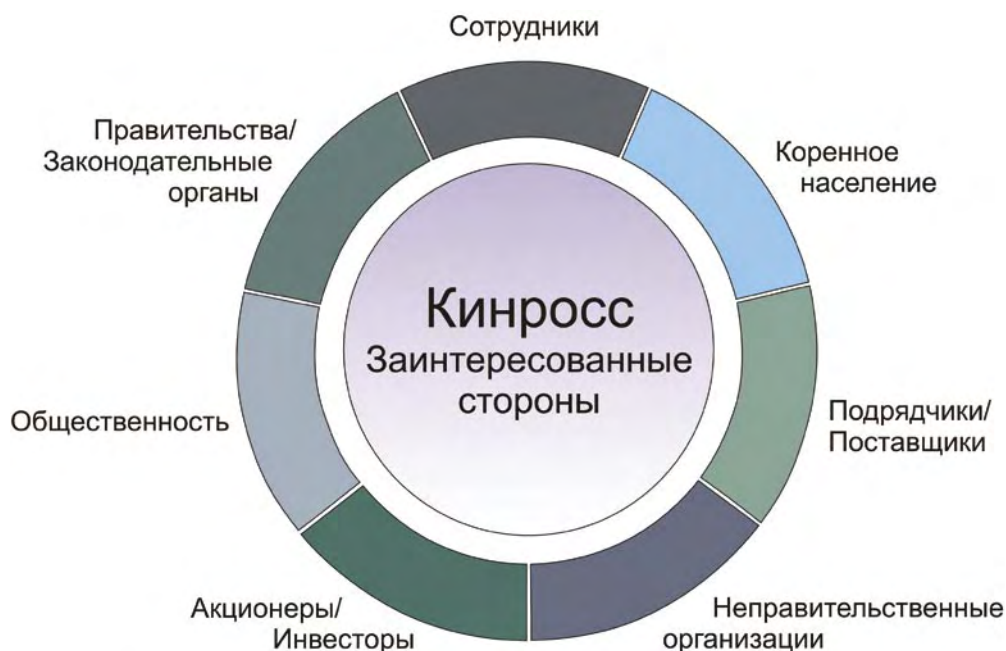 Сотрудники
Правительства/
Законодательные
органы
Коренное
население
Кинросс
Заинтересованные
стороны
Общественность
Подрядчики/
Поставщики
Акционеры/
Инвесторы
Неправительственные
организации